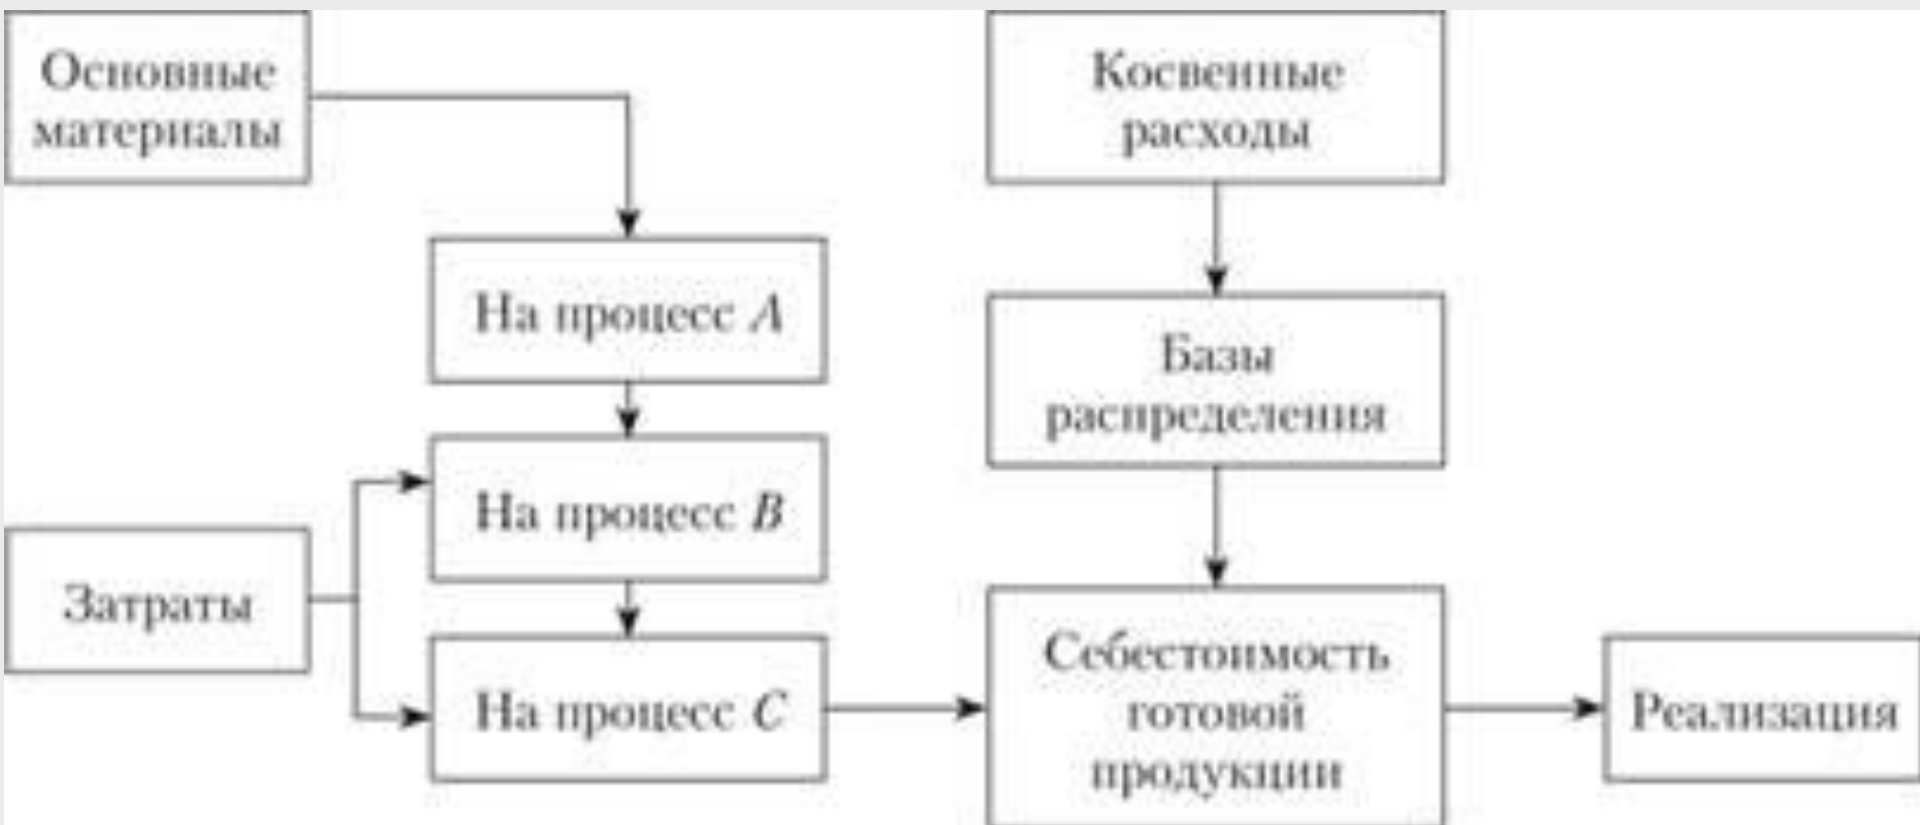 Основные
материалы
Косвенные
расходы
На процесс A
Базы
распределения
На процесс B
Затраты
На процесс C
Себестоимость
готовой
продукции
Реализация